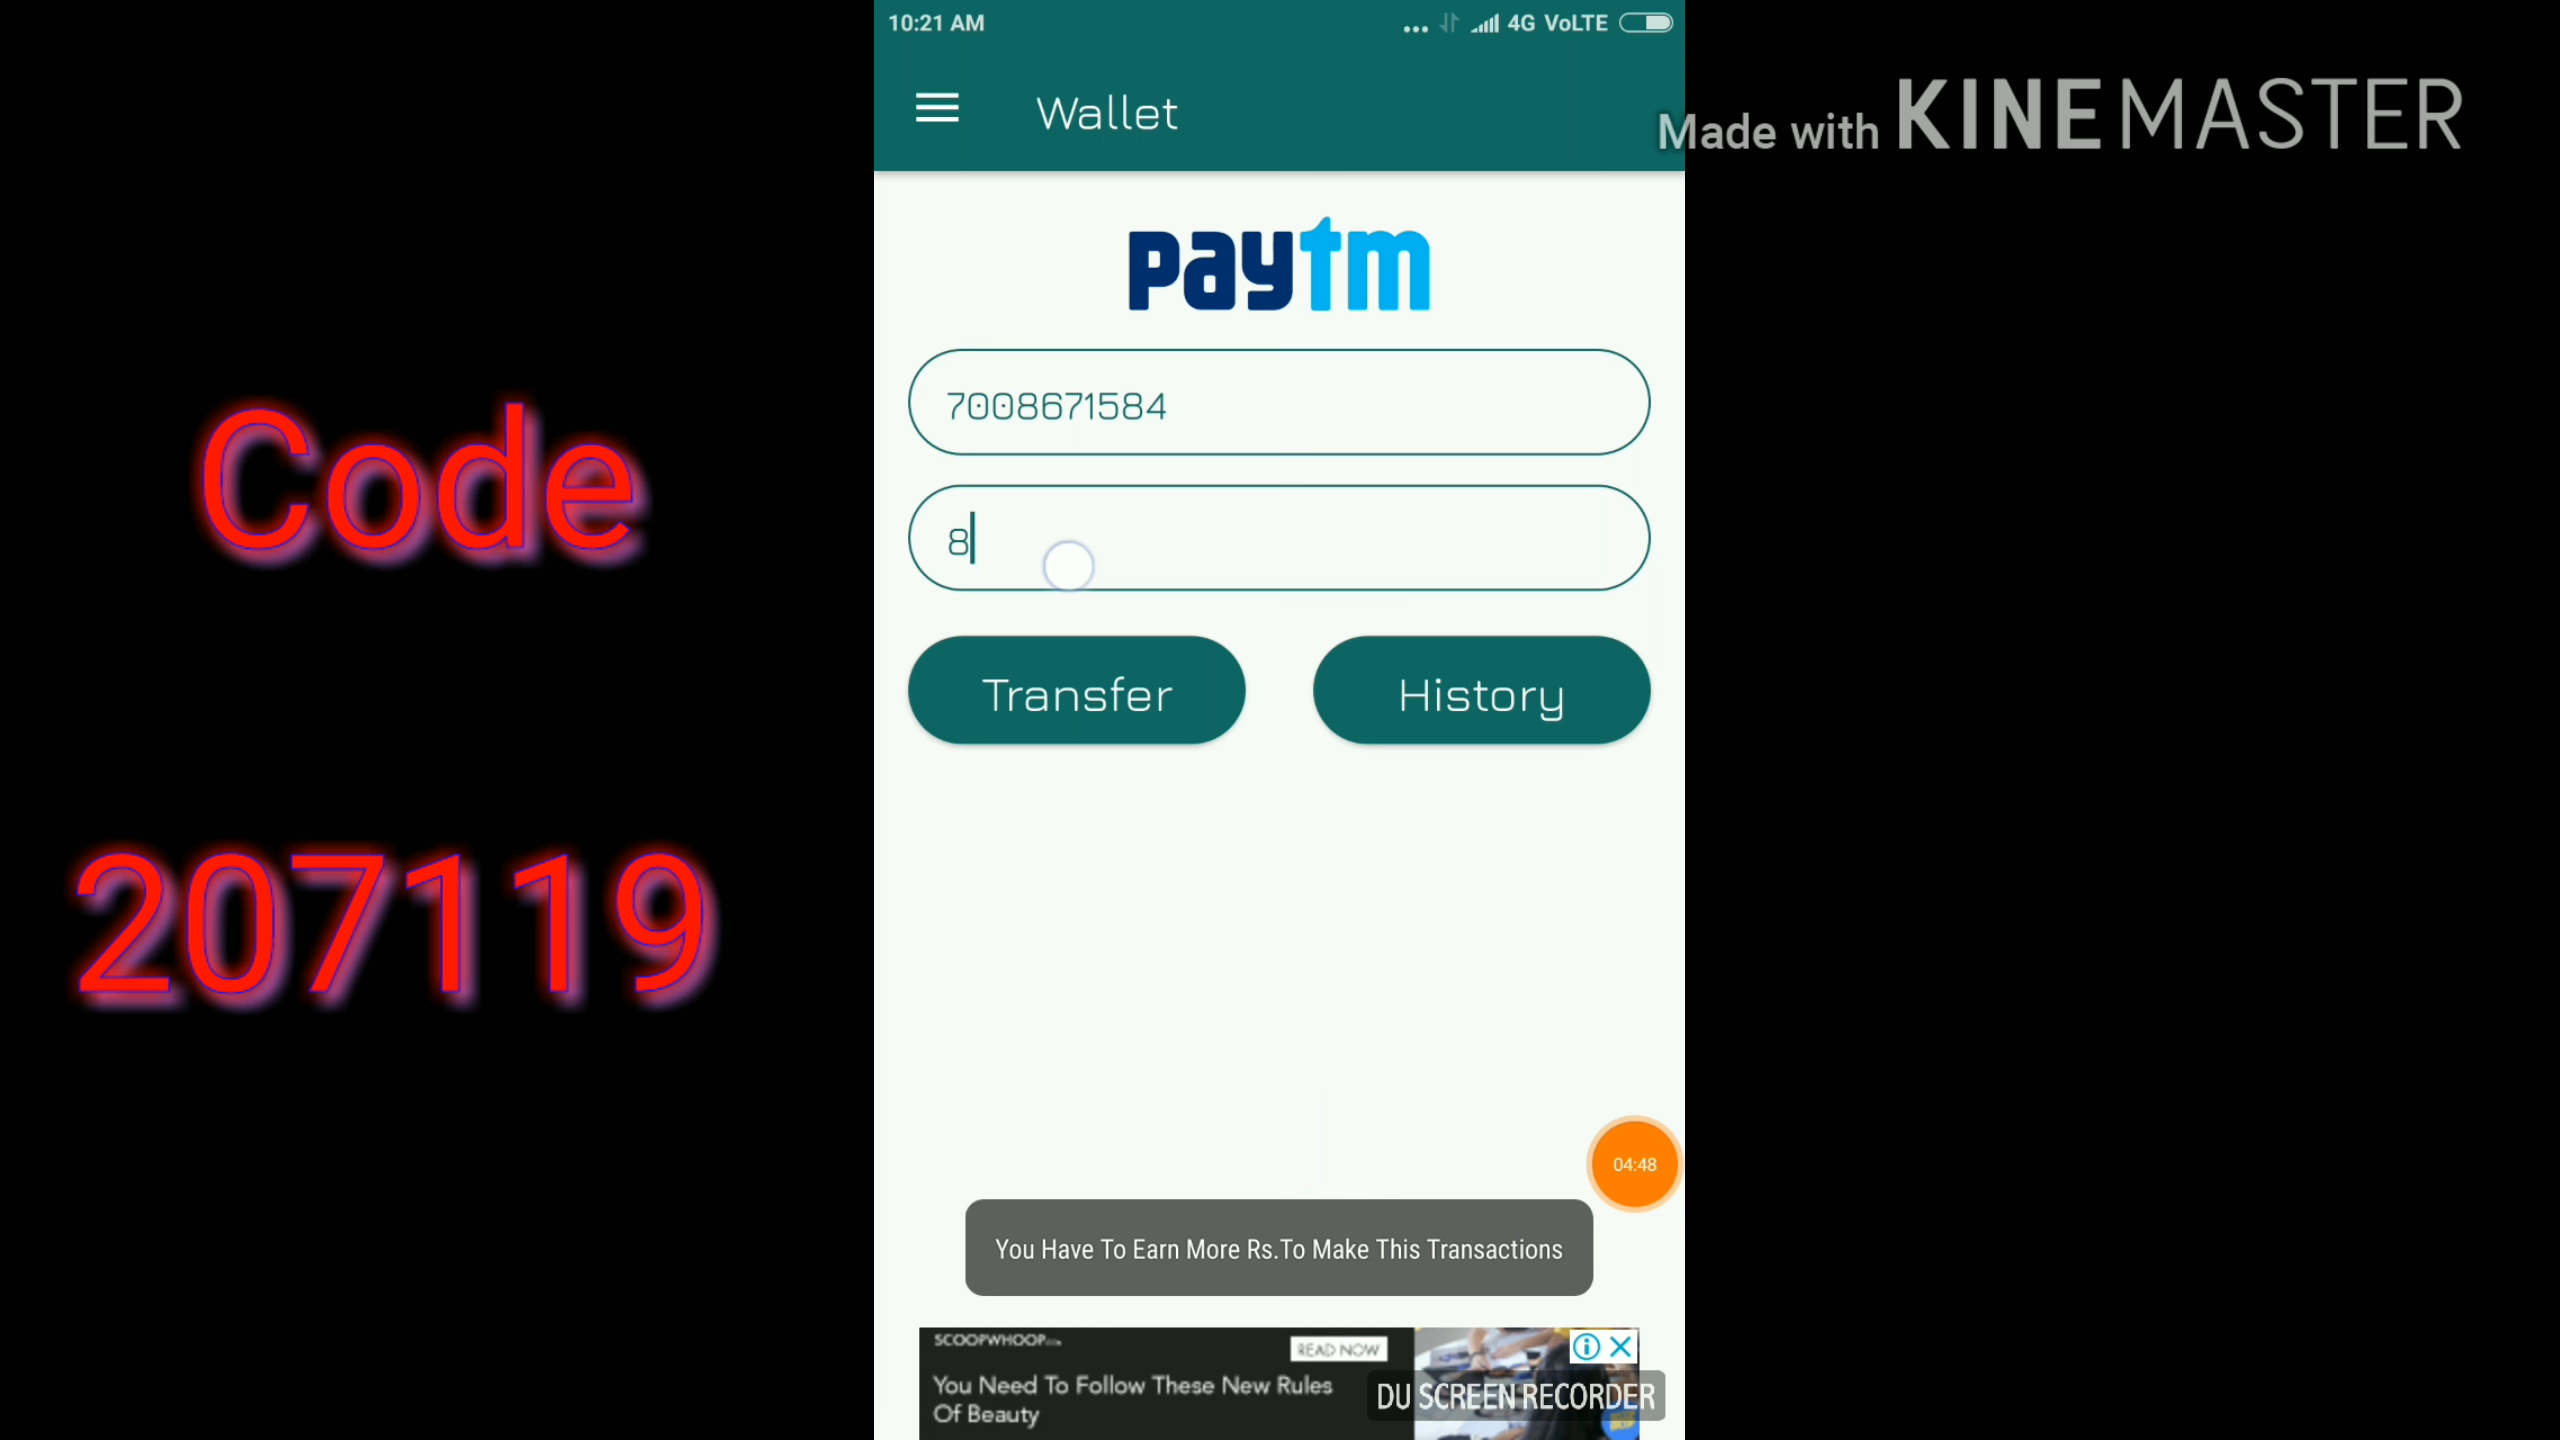 10:21 AM
4G VoLTE
Wallet
Made with KINEMASTER
paytm
7008671584
8
Transfer
History
Code
207119
04:48
You Have To Earn More Rs.To Make This Transactions
SCOOPWHOOP
READ NOW
You Need To Follow These New Rules
Of Beauty
DU SCREEN RECORDER